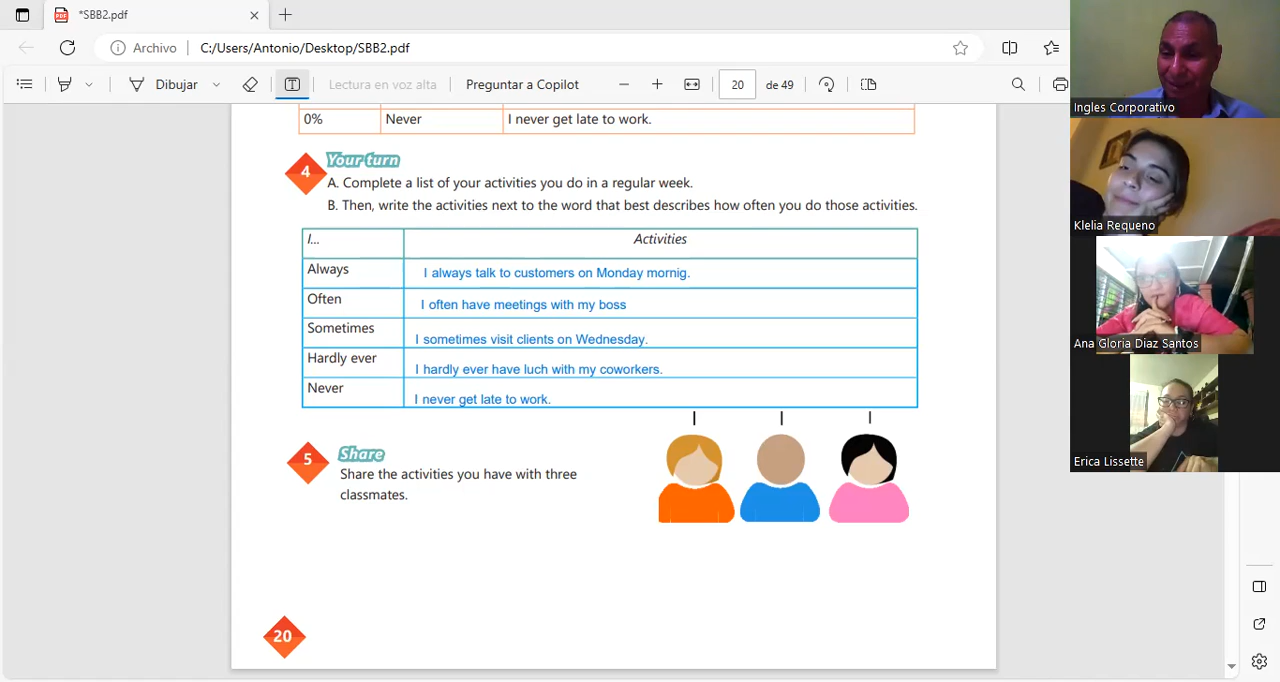 *SBB2.pdf
Archivo
C:/Users/Antonio/Desktop/SBB2.pdf
Dibujar
Lectura en voz alta
Preguntar a Copilot
20
de 49
0% Never I never get late to work.
4 Your turn
A. Complete a list of your activities you do in a regular week.
B. Then, write the activities next to the word that best describes how often you do those activities.
I... Activities
Always I always talk to customers on Monday mornig.
Often I often have meetings with my boss
Sometimes I sometimes visit clients on Wednesday.
Hardly ever I hardly ever have luch with my coworkers.
Never I never get late to work.
5 Share
Share the activities you have with three
classmates.
20
Ingles Corporativo
Klelia Requeno
Ana Gloria Diaz Santos
Erica Lissette